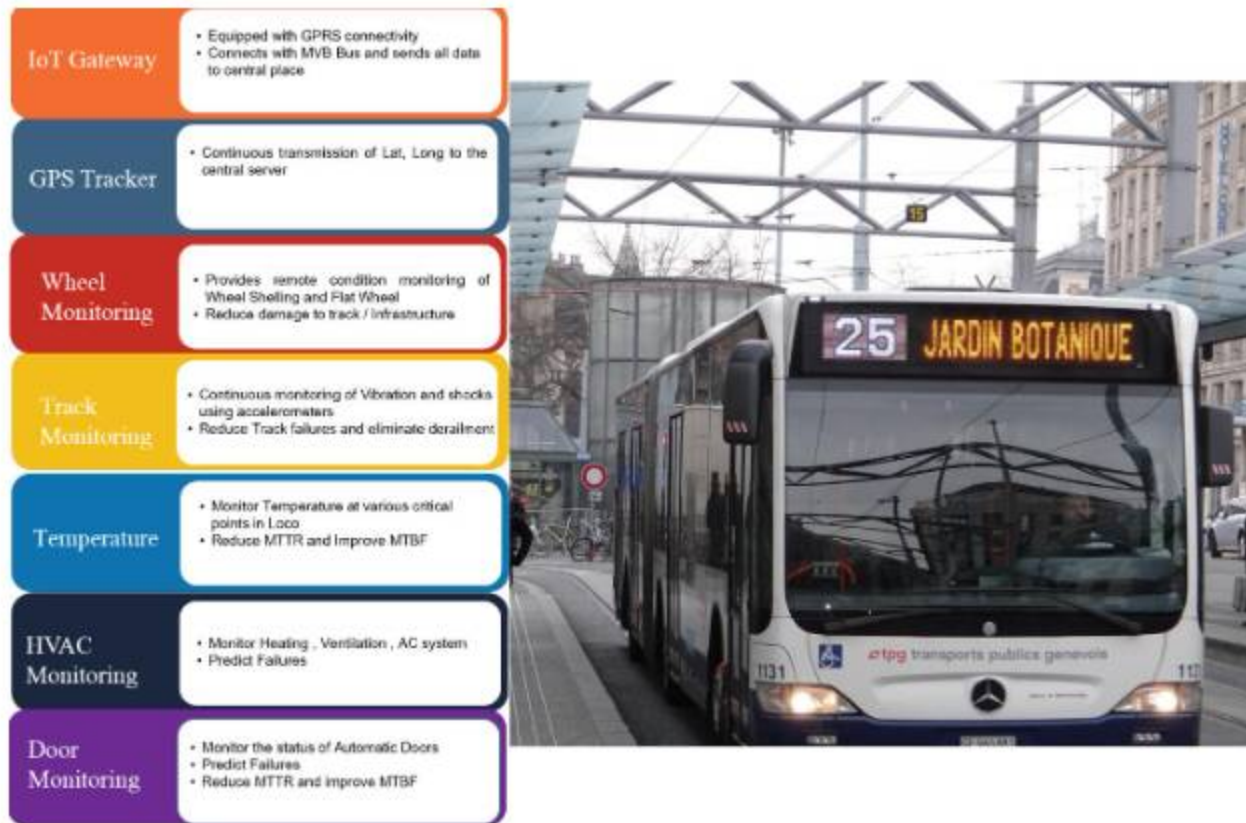 IoT Gateway
• Equipped with GPRS connectivity
• Connects with MVB Bus and sends all data
to central place
GPS Tracker
• Continuous transmission of Lat, Long to the
central server
Wheel
Monitoring
• Provides remote condition monitoring of
Wheel Shelling and Flat Wheel
• Reduce damage to track / Infrastructure
Track
Monitoring
• Continuous monitoring of Vibration and shocks
using accelerometers
• Reduce Track failures and eliminate derailment
Temperature
• Monitor Temperature at various critical
points in Loco
• Reduce MTTR and Improve MTBF
HVAC
Monitoring
• Monitor Heating , Ventilation , AC system
• Predict Failures
Door
Monitoring
• Monitor the status of Automatic Doors
• Predict Failures
• Reduce MTTR and improve MTBF
15
25 JARDIN BOTANIQUE
tpg transports publics genevois
1131